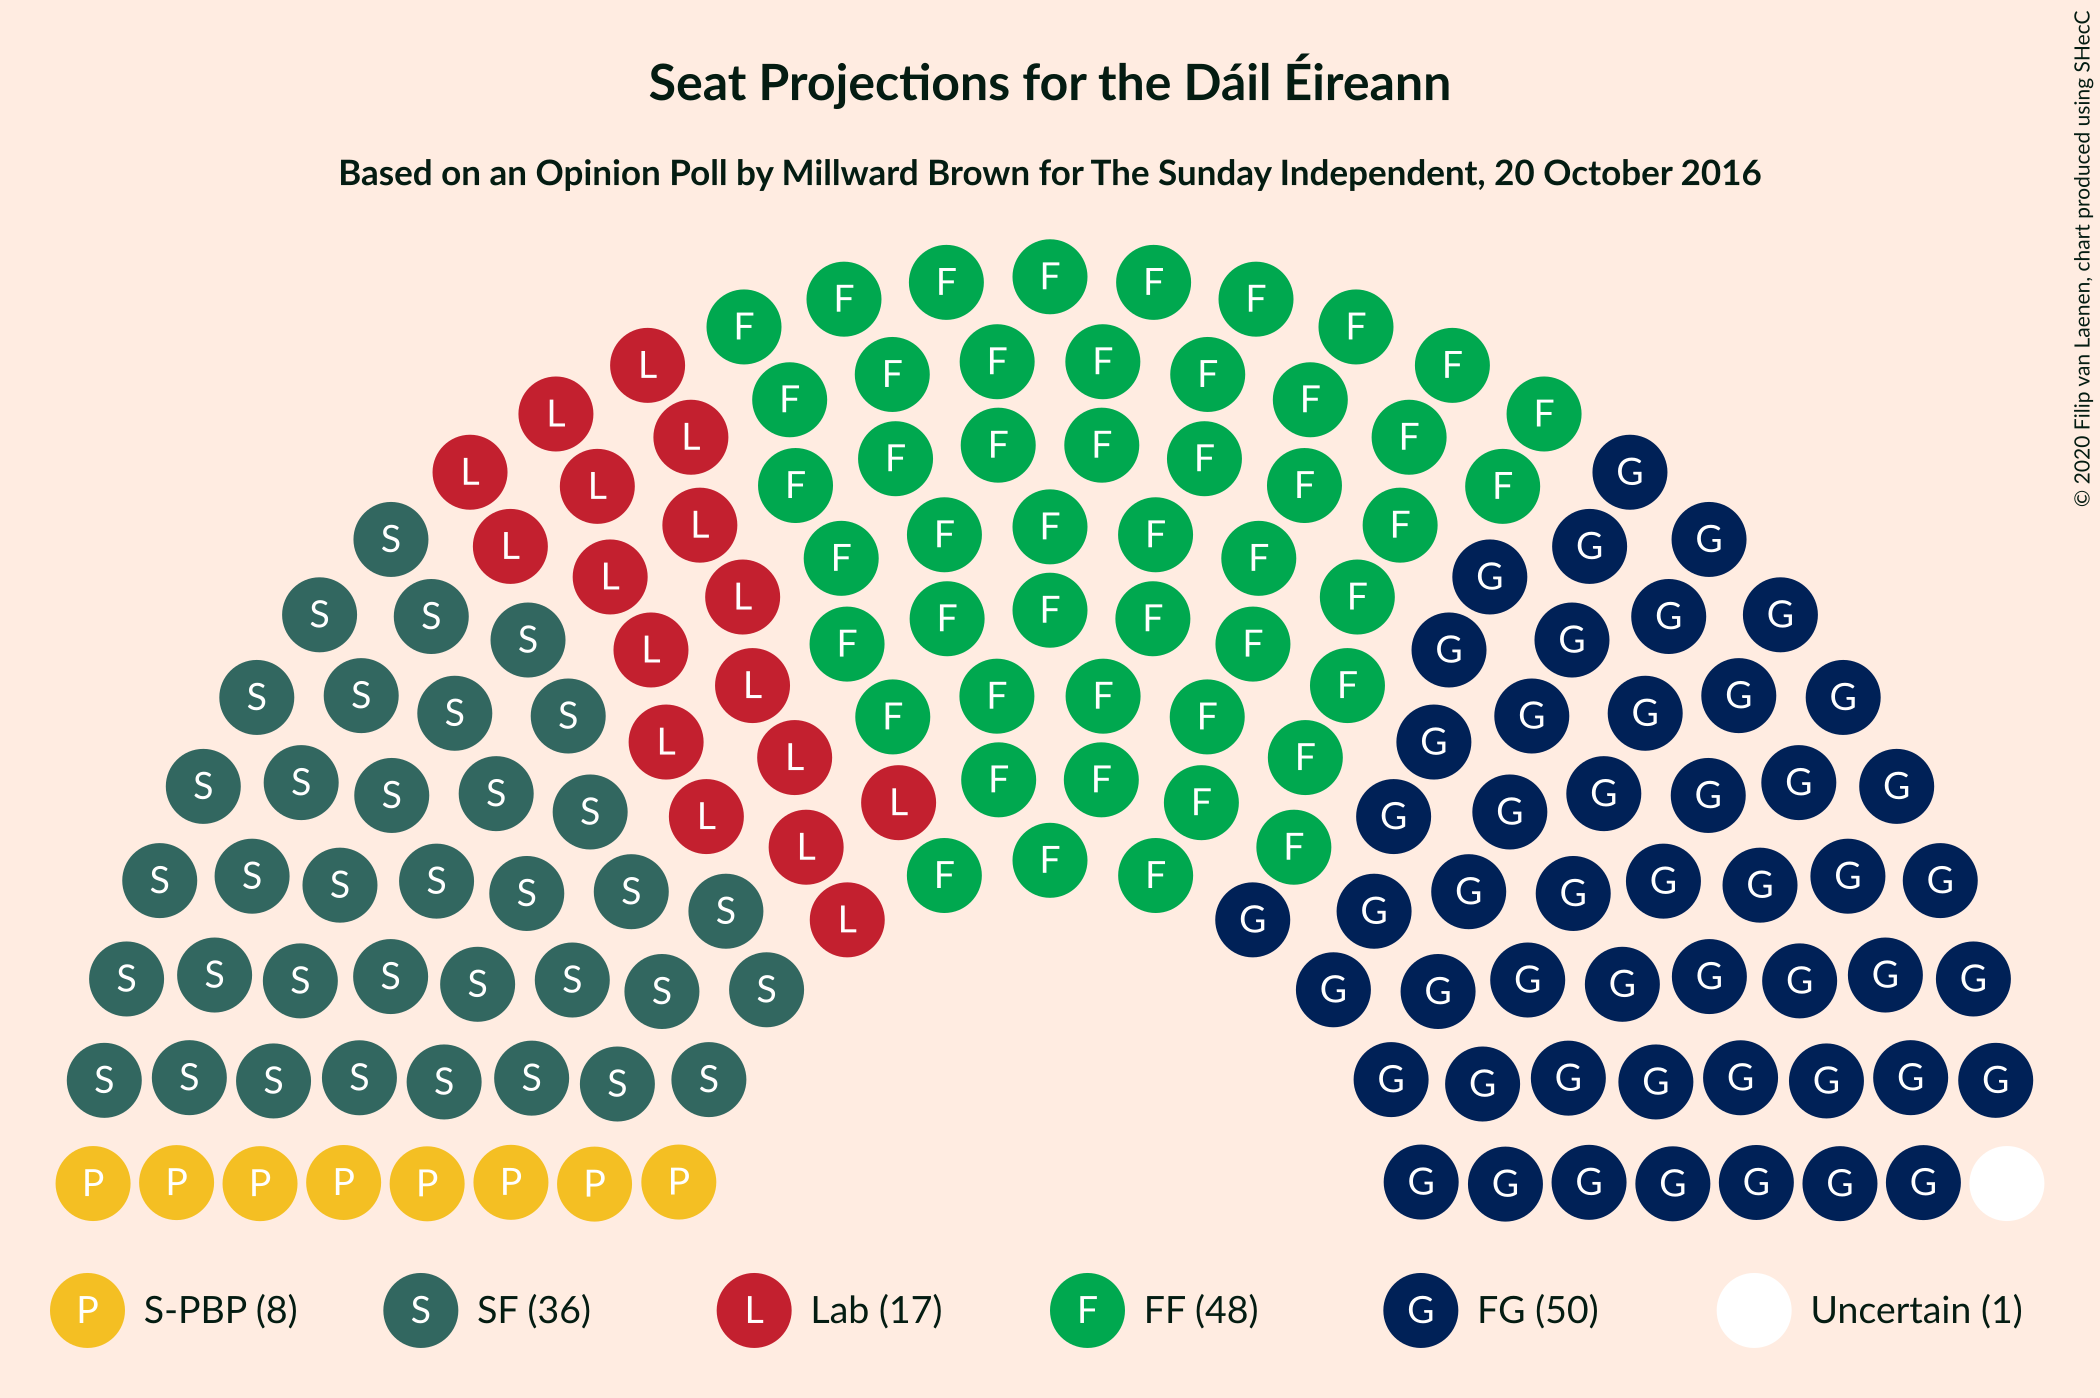 Seat Projections for the Dáil Éireann
Based on an Opinion Poll by Millward Brown for The Sunday Independent, 20 October 2016
© 2020 Filip van Laenen, chart produced using SHecC
F F F F F F F
L F F F F F F F F
L L F F F F F F
L L F F F F F F F G
S L L L F F F F F G G
S S S L L F F F F F G G G G
S S S S L L F F F F F G G G G G
S S S S S L L L F F F F G G G G G G
S S S S S S S L L F F F F G G G G G G G
S S S S S S S S G G G G G G G G
S S S S S S S S G G G G G G G G
P P P P P P P P G G G G G G G
P S-PBP (8) S SF (36) L Lab (17) F FF (48) G FG (50) Uncertain (1)